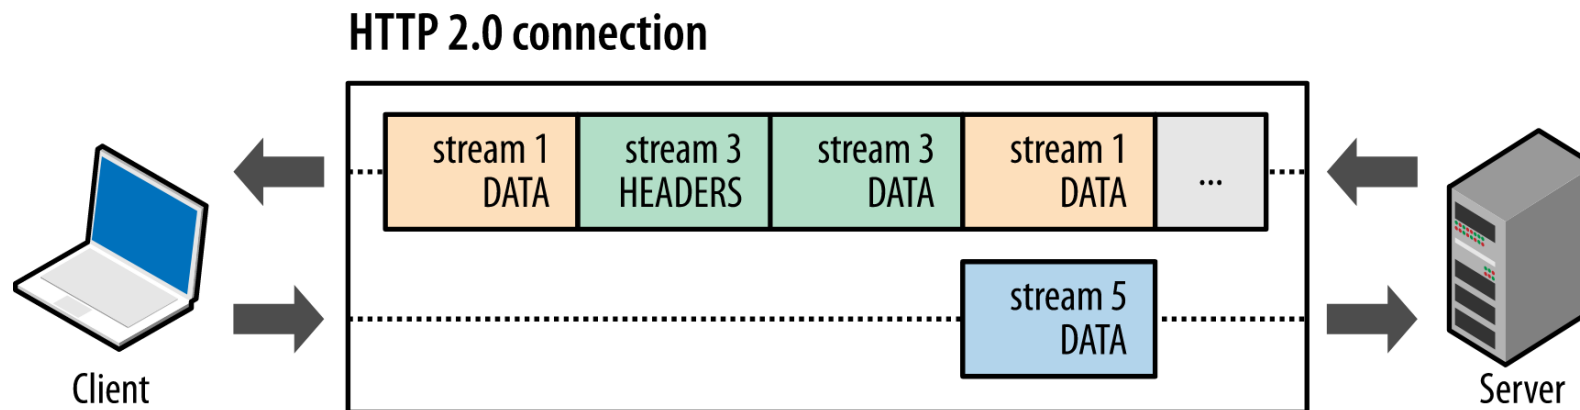 HTTP 2.0 connection
stream 1
DATA
stream 3
HEADERS
stream 3
DATA
stream 1
DATA
...
stream 5
DATA
Client
Server